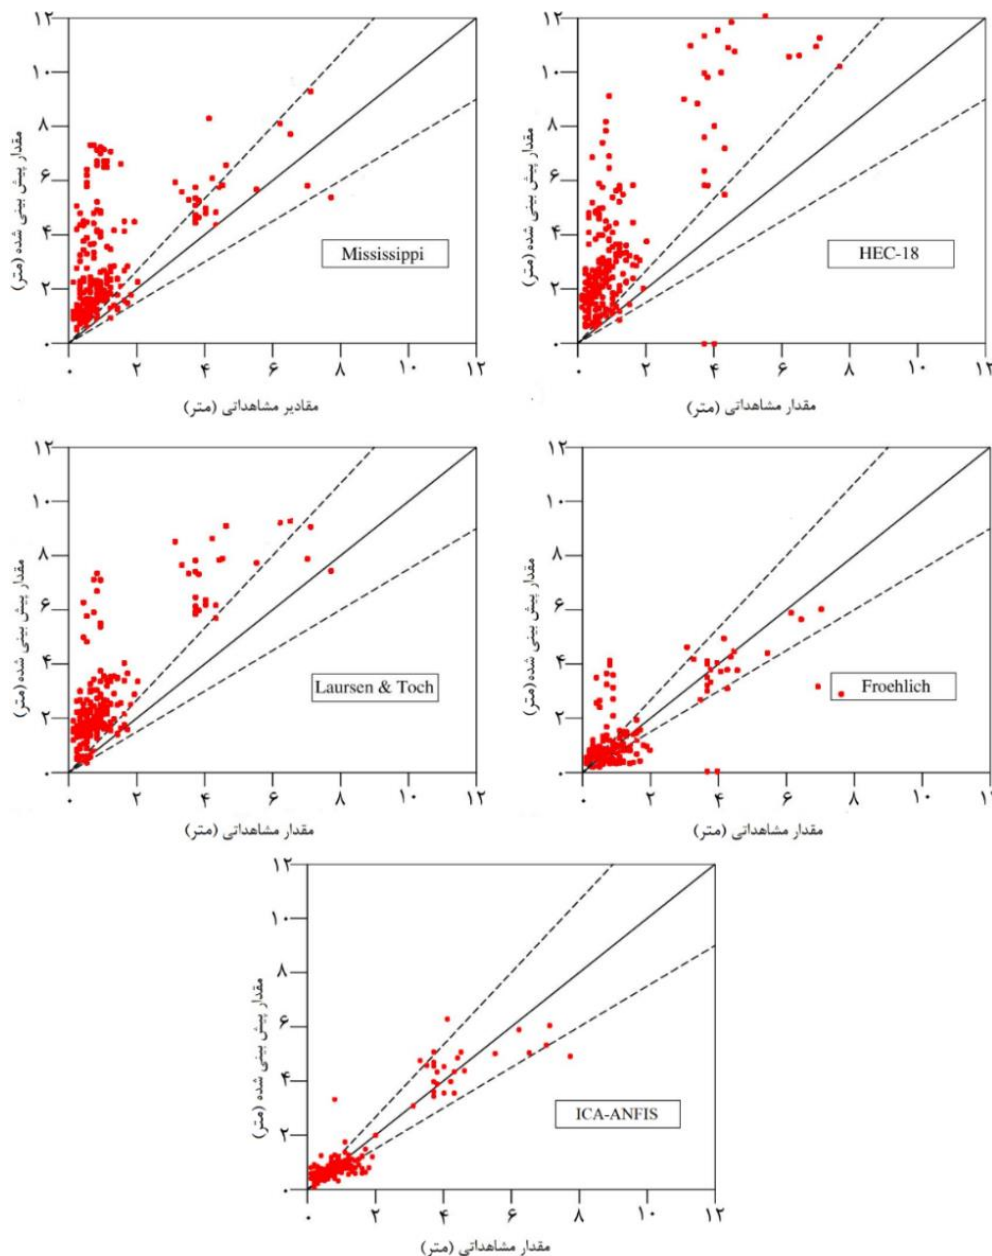 ۱۲
۱۰
۸
۶
۴
۲
۰
مقدار پیش بینی شده (متر)
Mississippi
۰ ۲ ۴ ۶ ۸ ۱۰ ۱۲
مقادیر مشاهداتی (متر)
۱۲
۱۰
۸
۶
۴
۲
۰
مقدار پیش بینی شده (متر)
HEC-18
۰ ۲ ۴ ۶ ۸ ۱۰ ۱۲
مقدار مشاهداتی (متر)
۱۲
۱۰
۸
۶
۴
۲
۰
مقدار پیش بینی شده (متر)
Laursen & Toch
۰ ۲ ۴ ۶ ۸ ۱۰ ۱۲
مقدار مشاهداتی (متر)
۱۲
۱۰
۸
۶
۴
۲
۰
مقدار پیش بینی شده (متر)
Froehlich
۰ ۲ ۴ ۶ ۸ ۱۰ ۱۲
مقدار مشاهداتی (متر)
۱۲
۱۰
۸
۶
۴
۲
۰
مقدار پیش بینی شده (متر)
ICA-ANFIS
۰ ۲ ۴ ۶ ۸ ۱۰ ۱۲
مقدار مشاهداتی (متر)